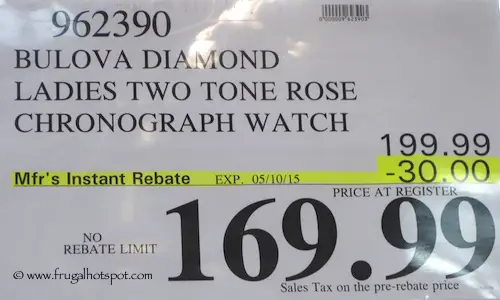 962390
BULOVA DIAMOND
LADIES TWO TONE ROSE
CHRONOGRAPH WATCH
199.99
Mfr's Instant Rebate EXP. 05/10/15 -30.00
PRICE AT REGISTER
NO
REBATE LIMIT
169.99
Sales Tax on the pre-rebate price
© www.frugalhotspot.com